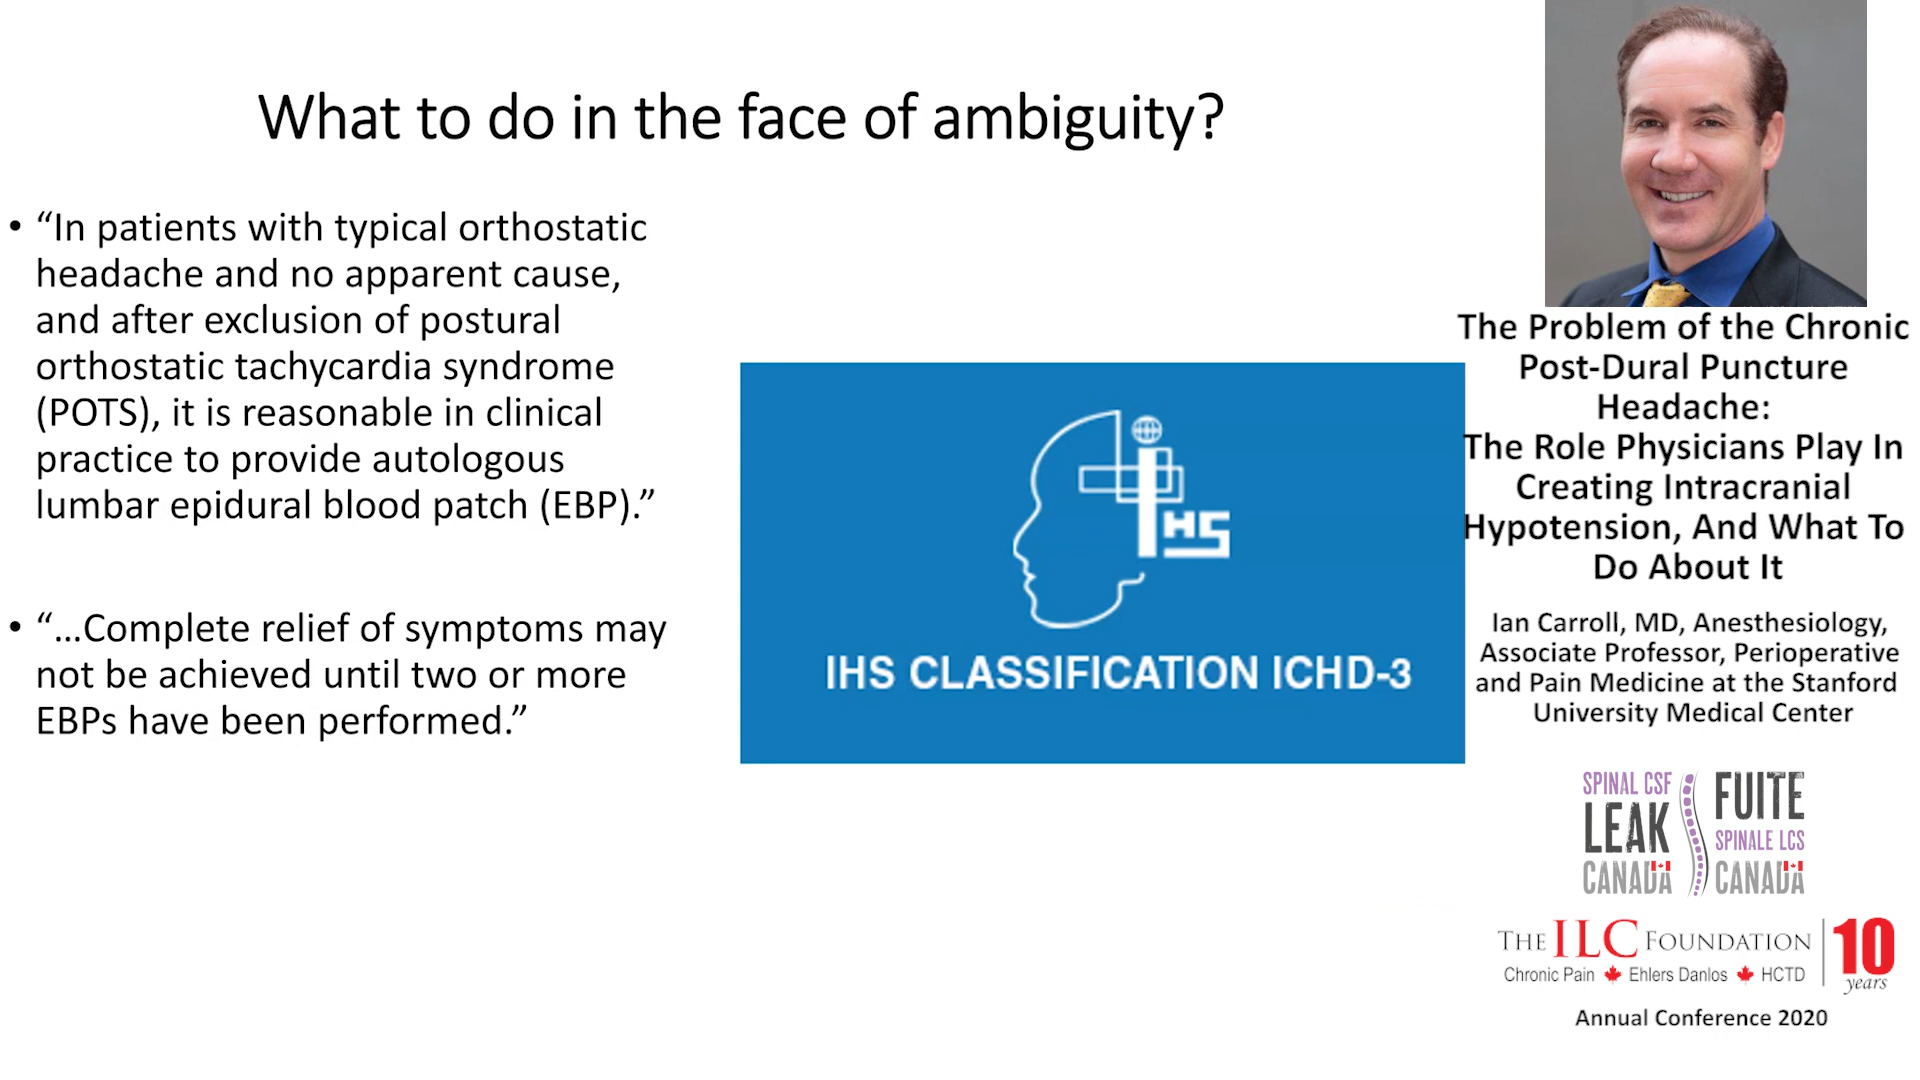 What to do in the face of ambiguity?
• “In patients with typical orthostatic
headache and no apparent cause,
and after exclusion of postural
orthostatic tachycardia syndrome
(POTS), it is reasonable in clinical
practice to provide autologous
lumbar epidural blood patch (EBP).”
• “…Complete relief of symptoms may
not be achieved until two or more
EBPs have been performed.”
IHS
IHS CLASSIFICATION ICHD-3
The Problem of the Chronic
Post-Dural Puncture
Headache:
The Role Physicians Play In
Creating Intracranial
Hypotension, And What To
Do About It
Ian Carroll, MD, Anesthesiology,
Associate Professor, Perioperative
and Pain Medicine at the Stanford
University Medical Center
SPINAL CSF
LEAK
CANADA
FUITE
SPINALE LCS
CANADA
THE ILC FOUNDATION
Chronic Pain Ehlers Danlos HCTD
10
years
Annual Conference 2020